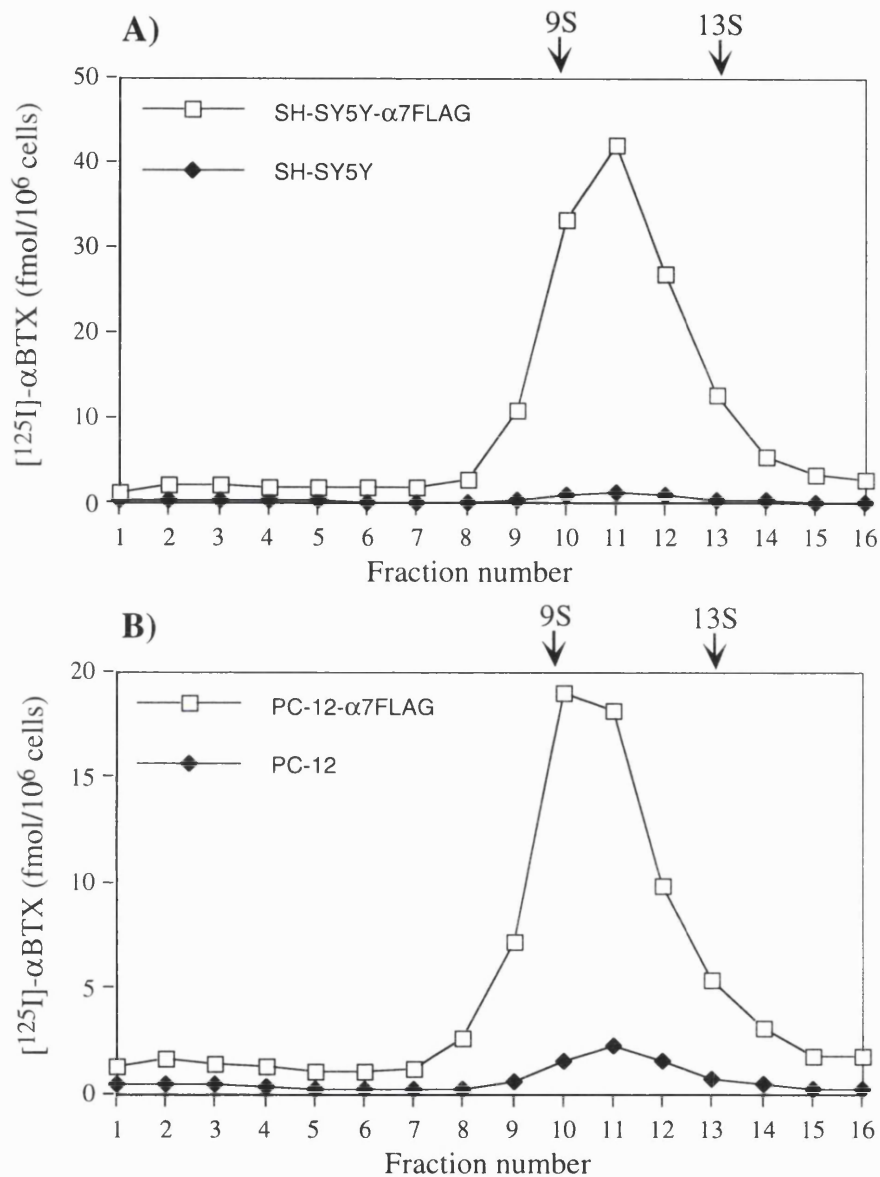 A)
9S 13S
50
40
30
20
10
0
[¹²⁵I]-αBTX (fmol/10⁶ cells)
SH-SY5Y-α7FLAG
SH-SY5Y
1 2 3 4 5 6 7 8 9 10 11 12 13 14 15 16
Fraction number
B)
9S 13S
20
15
10
5
0
[¹²⁵I]-αBTX (fmol/10⁶ cells)
PC-12-α7FLAG
PC-12
1 2 3 4 5 6 7 8 9 10 11 12 13 14 15 16
Fraction number